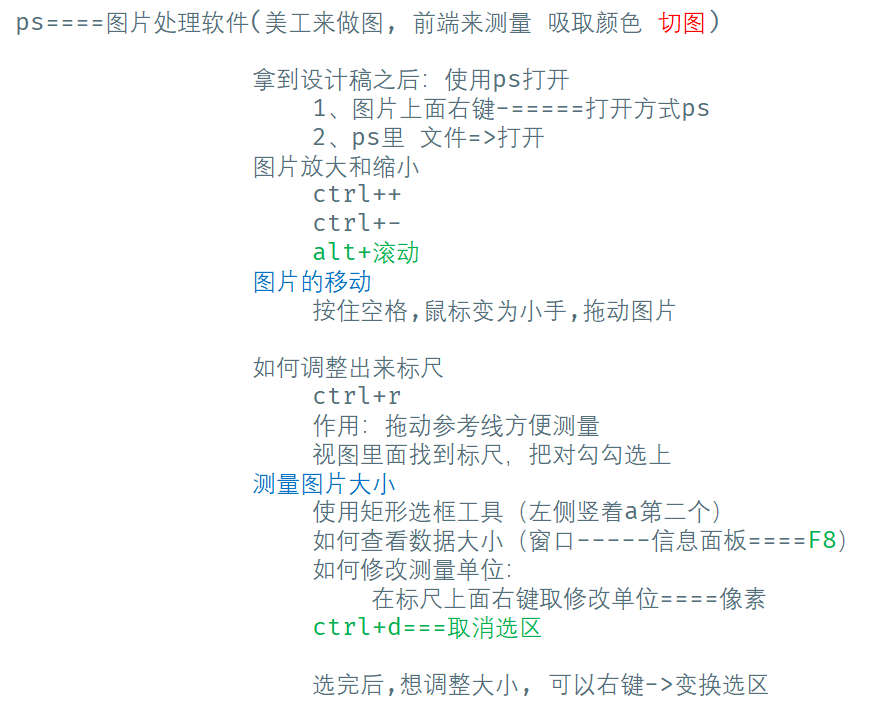 ps====图片处理软件(美工来做图, 前端来测量 吸取颜色 切图)
拿到设计稿之后: 使用ps打开
1、图片上面右键-=====打开方式ps
2、ps里 文件=>打开
图片放大和缩小
ctrl++
ctrl+-
alt+滚动
图片的移动
按住空格,鼠标变为小手,拖动图片
如何调整出来标尺
ctrl+r
作用: 拖动参考线方便测量
视图里面找到标尺, 把对勾勾选上
测量图片大小
使用矩形选框工具（左侧竖着a第二个）
如何查看数据大小（窗口-----信息面板====F8）
如何修改测量单位:
在标尺上面右键取修改单位====像素
ctrl+d===取消选区
选完后,想调整大小, 可以右键->变换选区